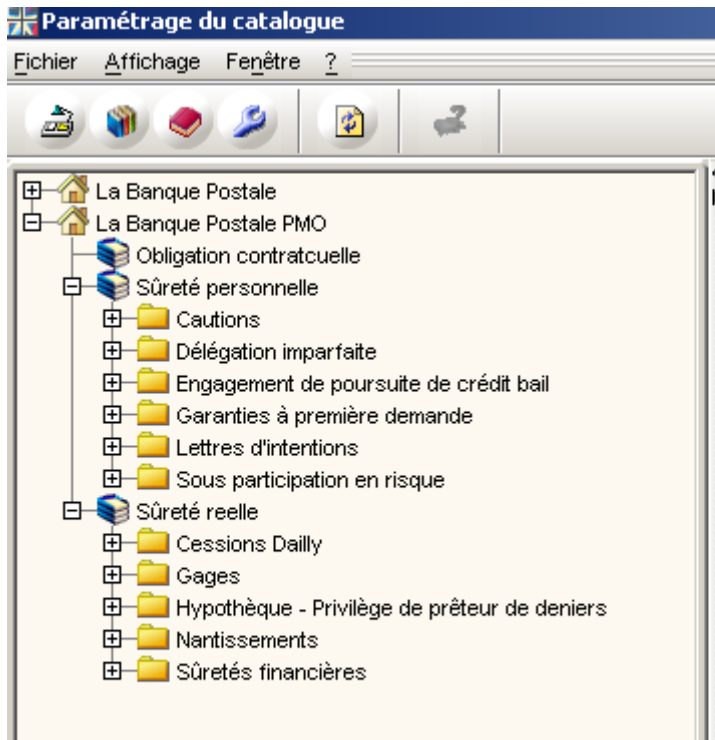 Paramétrage du catalogue
Fichier Affichage Fenêtre ?
La Banque Postale
La Banque Postale PMO
Obligation contratcuelle
Sûreté personnelle
Cautions
Délégation imparfaite
Engagement de poursuite de crédit bail
Garanties à première demande
Lettres d'intentions
Sous participation en risque
Sûreté reelle
Cessions Dailly
Gages
Hypothèque - Privilège de prêteur de deniers
Nantissements
Sûretés financières